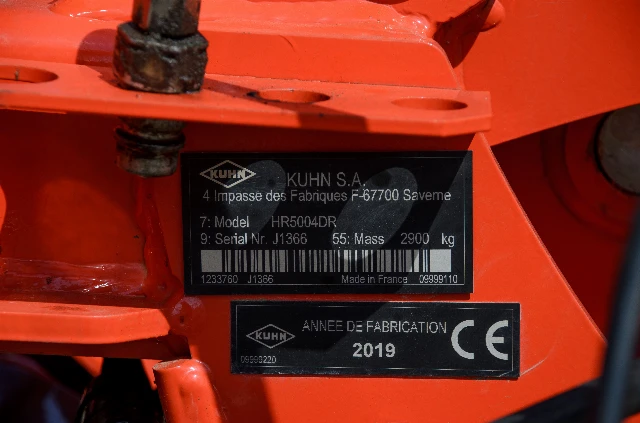 KUHN
KUHN S.A.
4 Impasse des Fabriques F-67700 Saverne
7: Model HR5004DR
9: Serial Nr. J1366 55: Mass 2900 kg
1233760 J1366 Made in France 09999110
KUHN
ANNEE DE FABRICATION
2019
CE
09999220